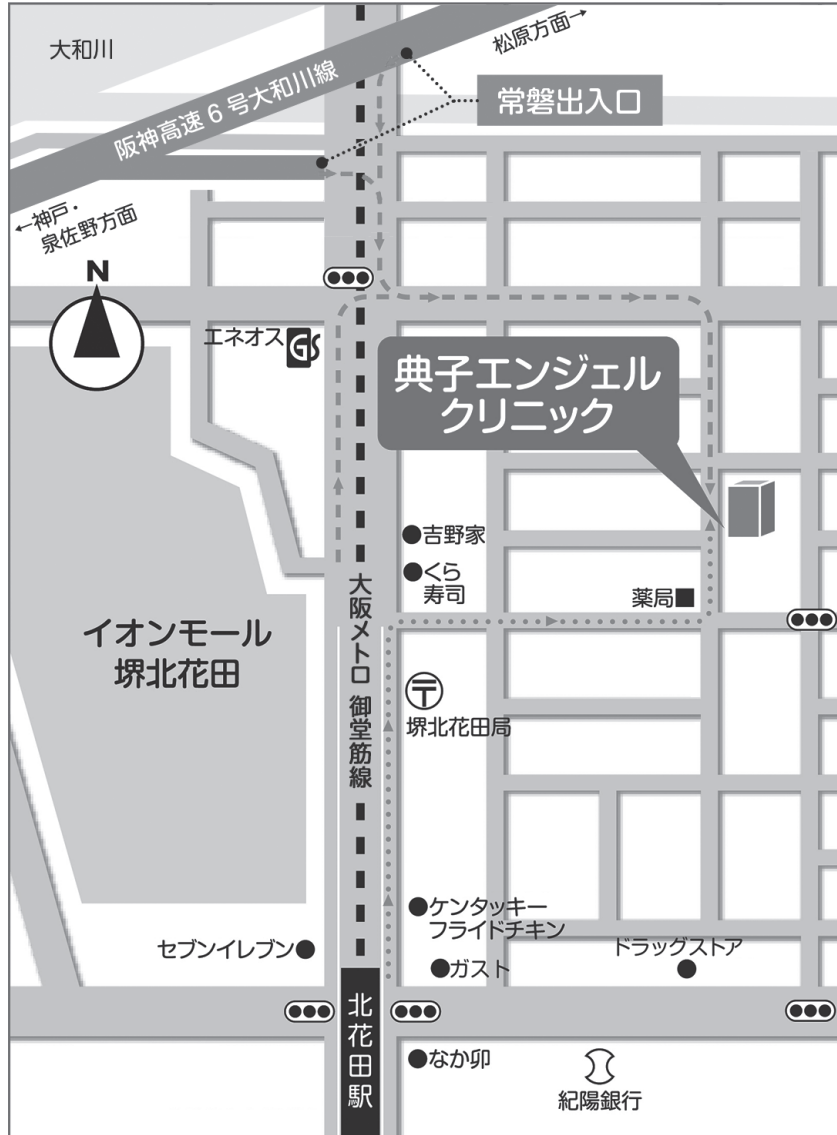 大和川
松原方面→
阪神高速6号大和川線
常磐出入口
←神戸・
泉佐野方面
N
エネオス
GS
典子エンジェル
クリニック
吉野家
くら
寿司
薬局
イオンモール
堺北花田
大阪メトロ 御堂筋線
〒
堺北花田局
ケンタッキー
フライドチキン
セブンイレブン
ガスト
ドラッグストア
北花田駅
なか卯
紀陽銀行